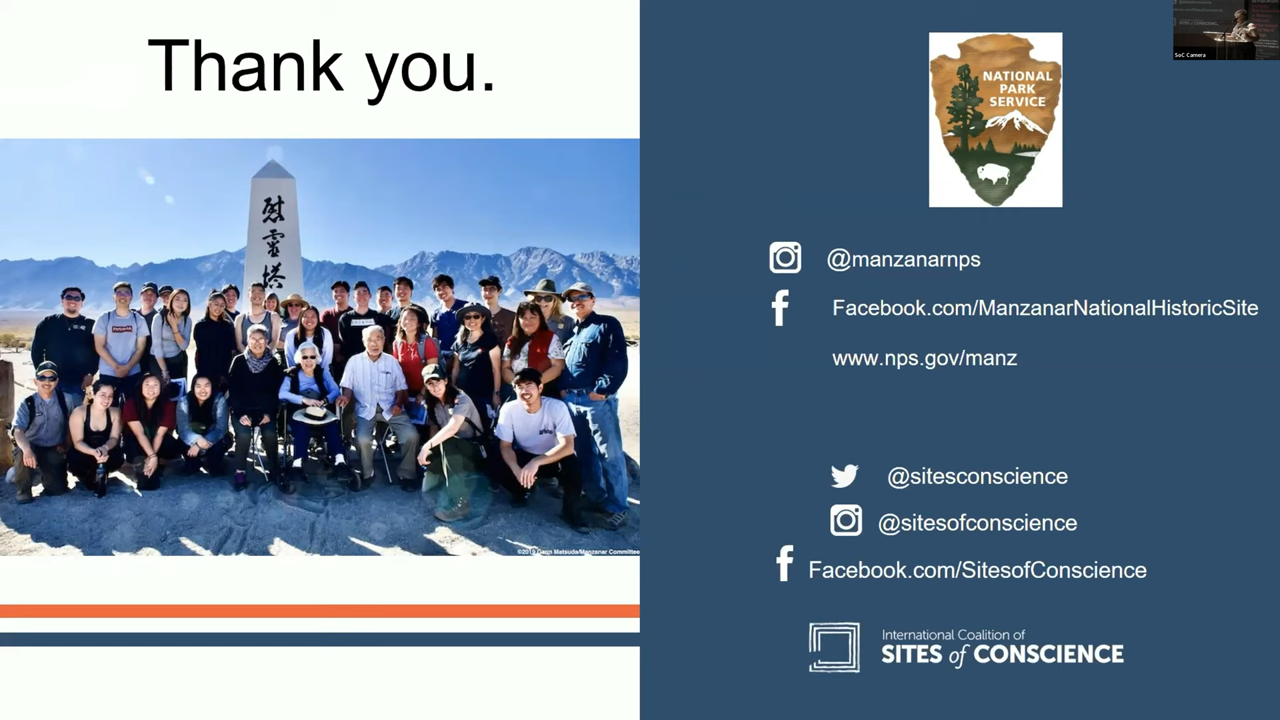 Thank you.
慰
霊
塔
©2019 Gann Matsuda/Manzanar Committee
NATIONAL
PARK
SERVICE
@manzanarnps
Facebook.com/ManzanarNationalHistoricSite
www.nps.gov/manz
@sitesconscience
@sitesofconscience
Facebook.com/SitesofConscience
International Coalition of
SITES of CONSCIENCE
SoC Camera